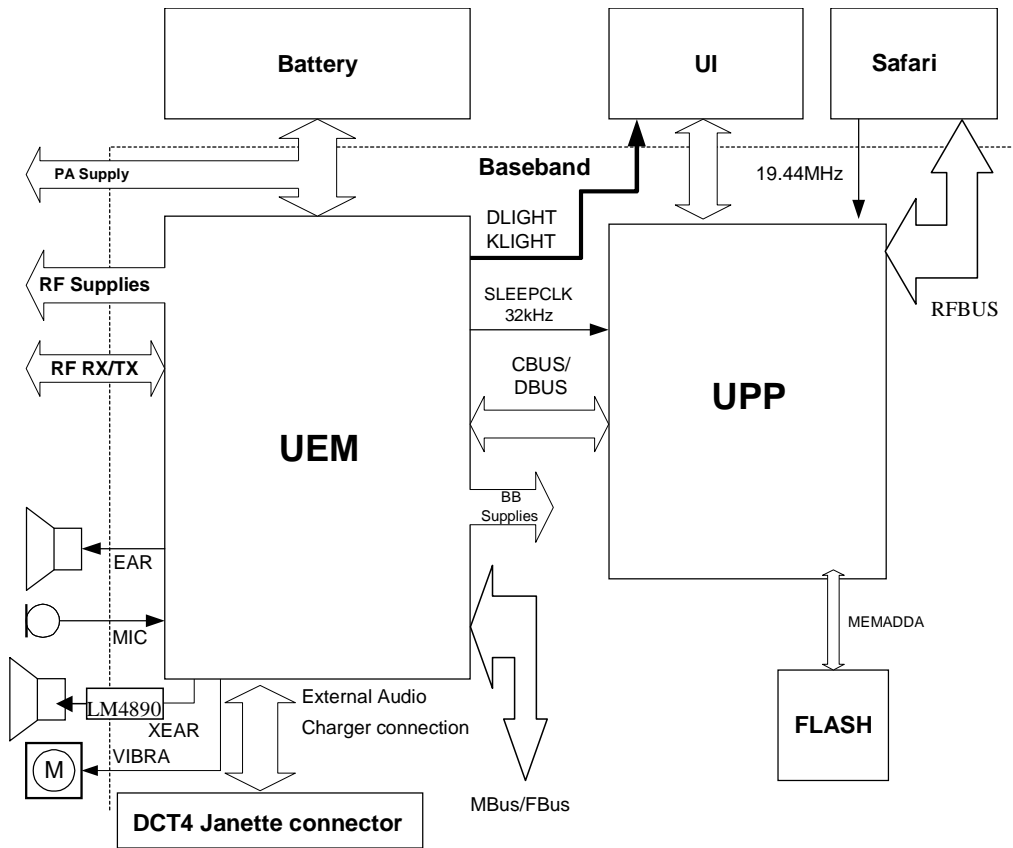 Battery
UI
Safari
PA Supply
Baseband
19.44MHz
DLIGHT
KLIGHT
RF Supplies
SLEEPCLK
32kHz
RFBUS
RF RX/TX
CBUS/
DBUS
UPP
UEM
BB
Supplies
EAR
MIC
MEMADDA
External Audio
LM4890
XEAR
Charger connection
FLASH
VIBRA
M
MBus/FBus
DCT4 Janette connector